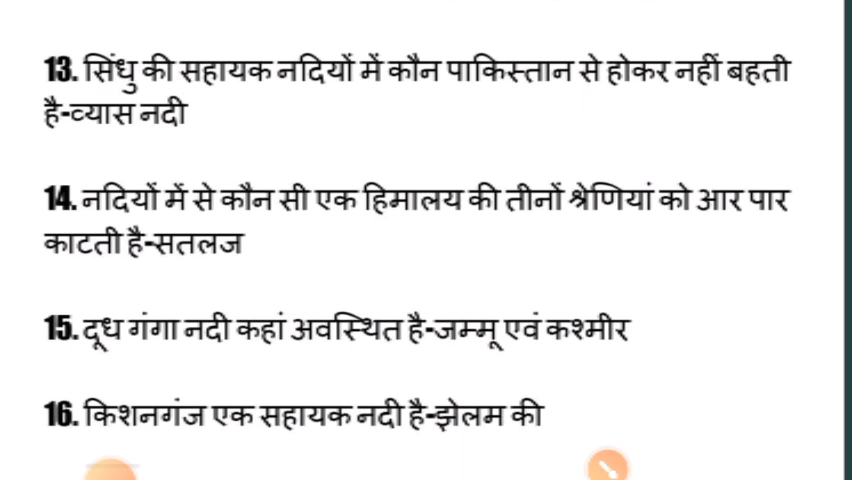 13. सिंधु की सहायक नदियों में कौन पाकिस्तान से होकर नहीं बहती
है-व्यास नदी
14. नदियों में से कौन सी एक हिमालय की तीनों श्रेणियां को आर पार
काटती है-सतलज
15. दूध गंगा नदी कहां अवस्थित है-जम्मू एवं कश्मीर
16. किशनगंज एक सहायक नदी है-झेलम की